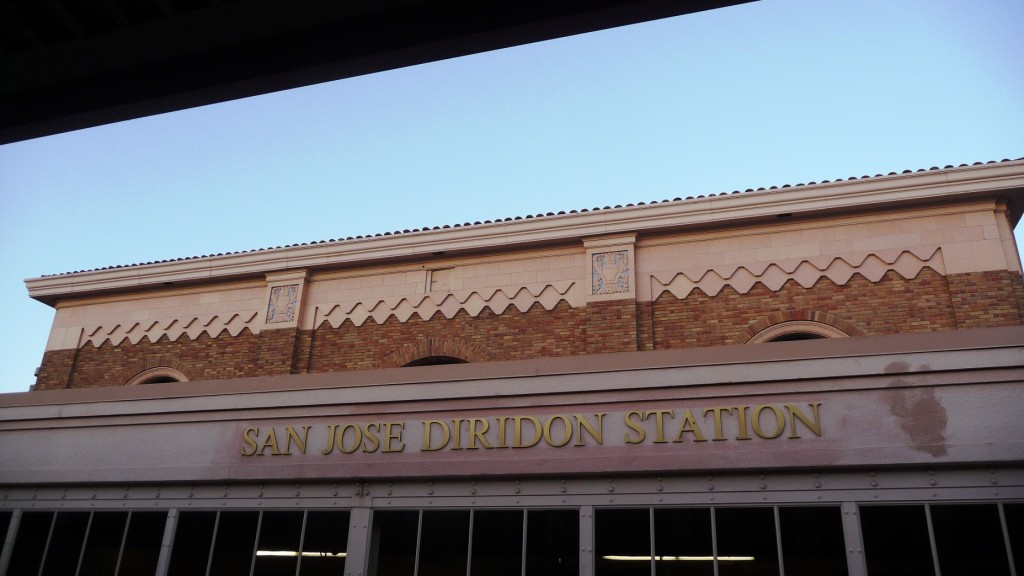 SAN JOSE DIRIDON STATION